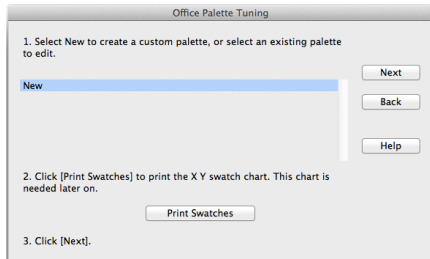 Office Palette Tuning
1. Select New to create a custom palette, or select an existing palette
to edit.
Next
New
Back
Help
2. Click [Print Swatches] to print the X Y swatch chart. This chart is
needed later on.
Print Swatches
3. Click [Next].